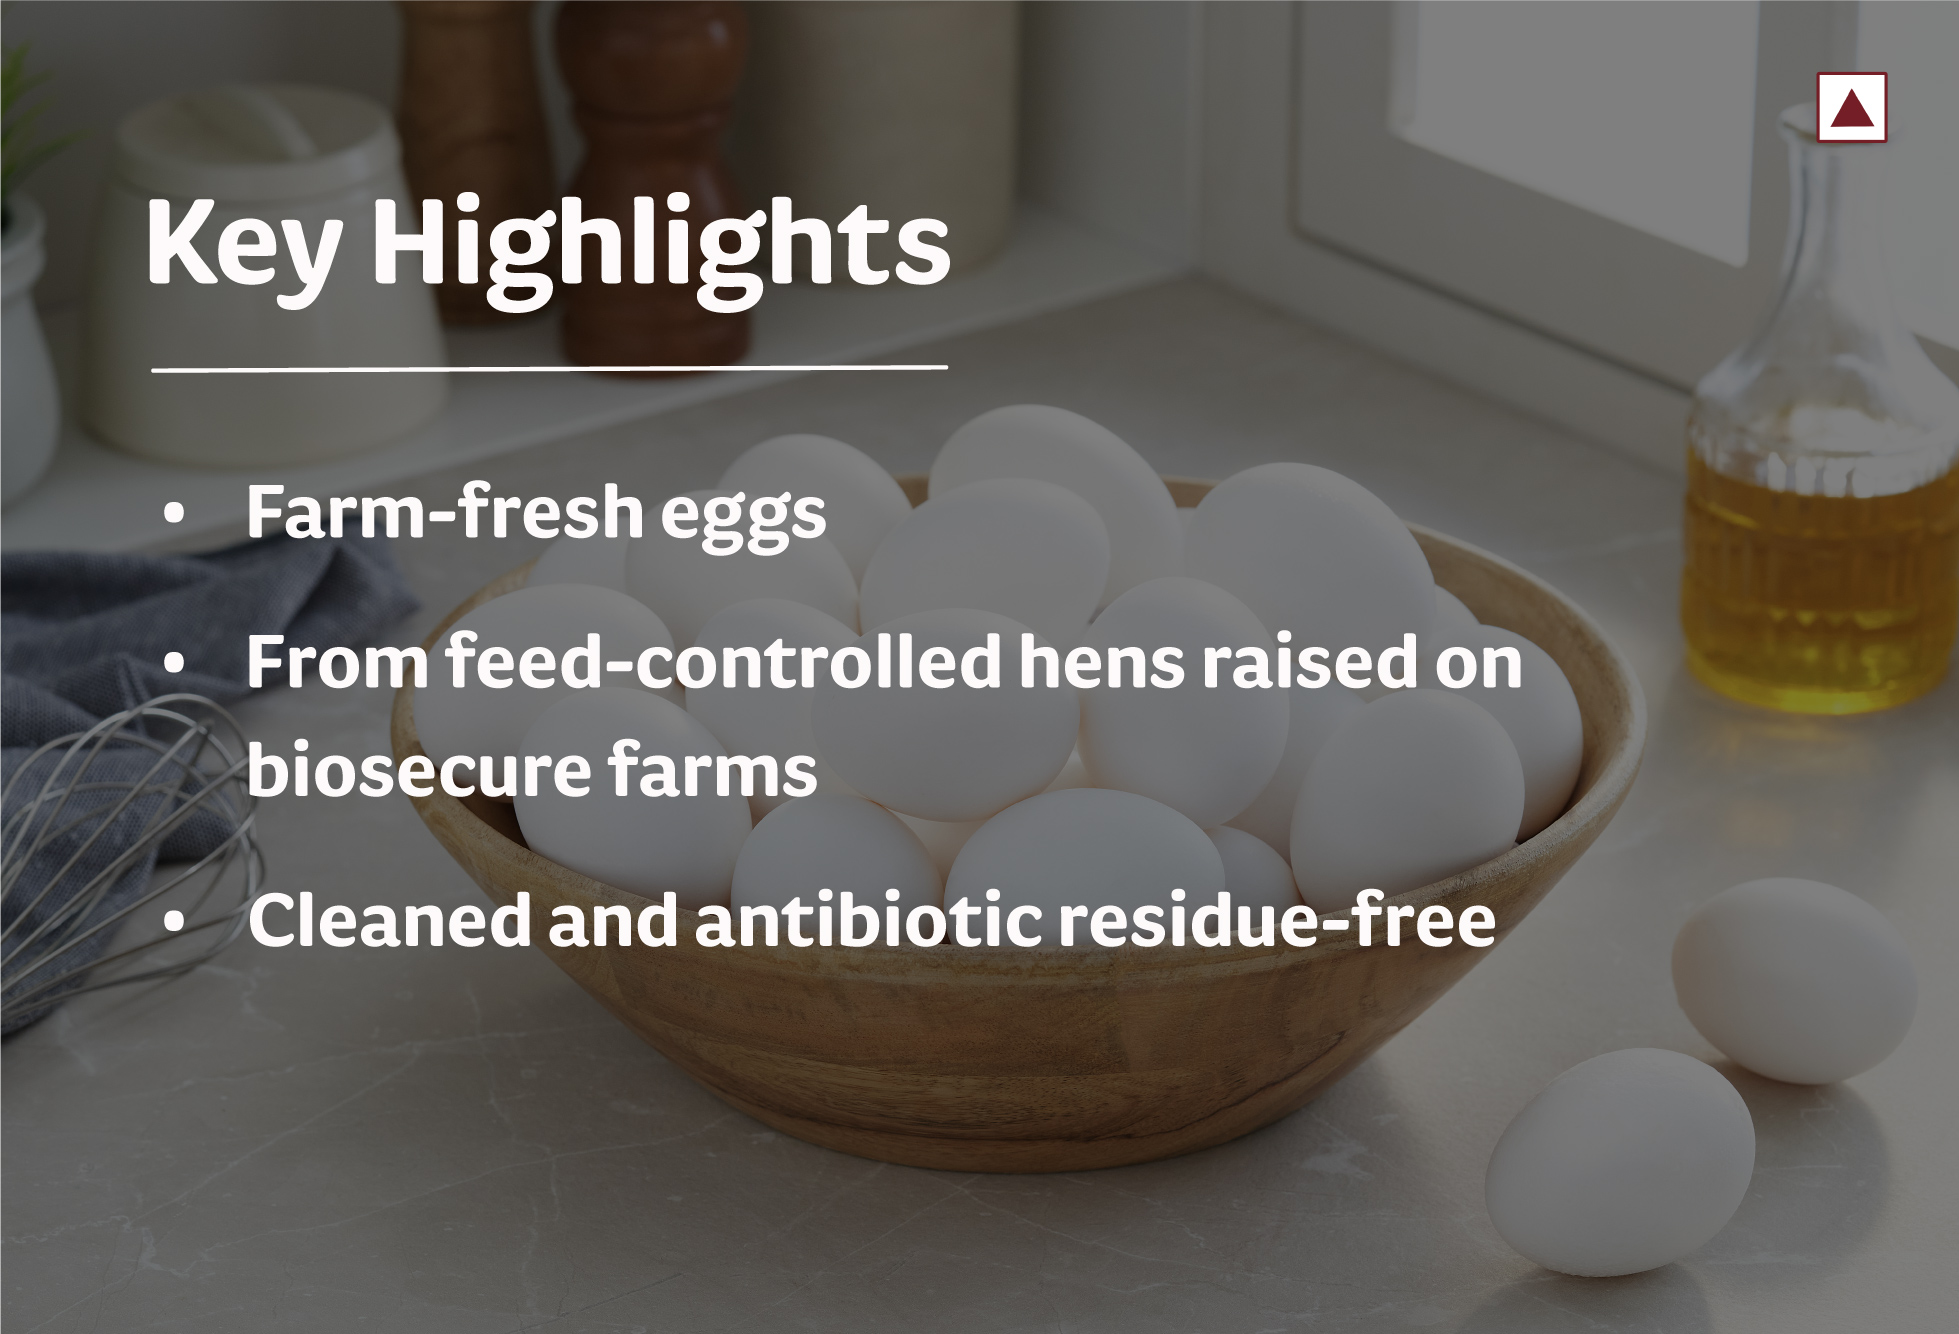 Key Highlights
• Farm-fresh eggs
• From feed-controlled hens raised on
biosecure farms
• Cleaned and antibiotic residue-free